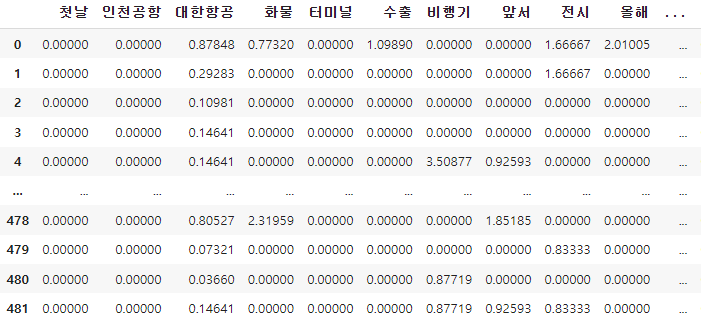 첫날 인천공항 대한항공 화물 터미널 수출 비행기 앞서 전시 올해 ...
0 0.00000 0.00000 0.87848 0.77320 0.00000 1.09890 0.00000 0.00000 1.66667 2.01005 ...
1 0.00000 0.00000 0.29283 0.00000 0.00000 0.00000 0.00000 0.00000 1.66667 0.00000 ...
2 0.00000 0.00000 0.10981 0.00000 0.00000 0.00000 0.00000 0.00000 0.00000 0.00000 ...
3 0.00000 0.00000 0.14641 0.00000 0.00000 0.00000 0.00000 0.00000 0.00000 0.00000 ...
4 0.00000 0.00000 0.14641 0.00000 0.00000 0.00000 3.50877 0.92593 0.00000 0.00000 ...
... ... ... ... ... ... ... ... ... ... ... ...
478 0.00000 0.00000 0.80527 2.31959 0.00000 0.00000 0.00000 1.85185 0.00000 0.00000 ...
479 0.00000 0.00000 0.07321 0.00000 0.00000 0.00000 0.00000 0.00000 0.83333 0.00000 ...
480 0.00000 0.00000 0.03660 0.00000 0.00000 0.00000 0.87719 0.00000 0.00000 0.00000 ...
481 0.00000 0.00000 0.14641 0.00000 0.00000 0.00000 0.87719 0.92593 0.83333 0.00000 ...